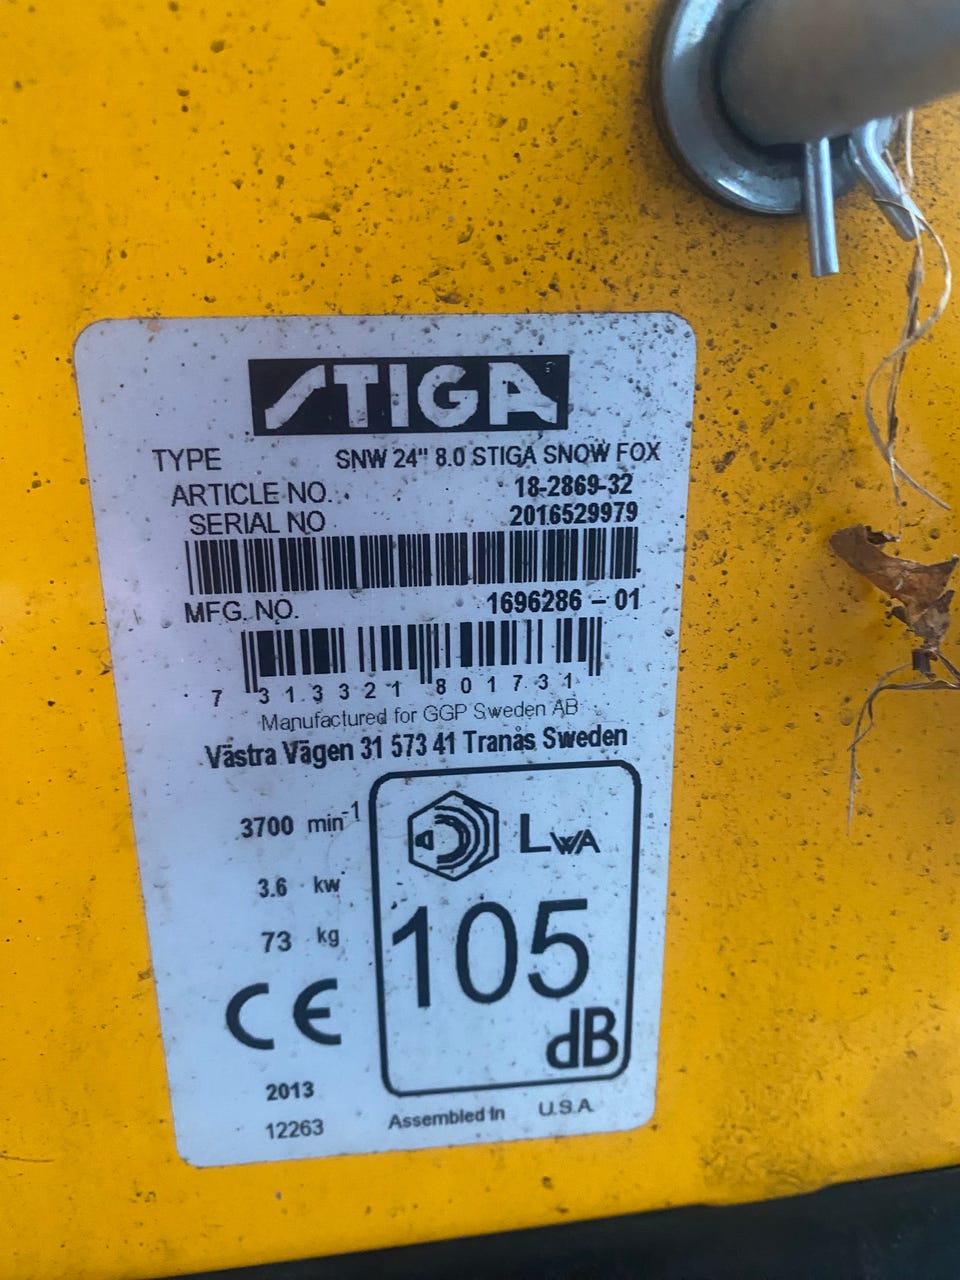 STIGA
TYPE SNW 24" 8.0 STIGA SNOW FOX
ARTICLE NO. 18-2869-32
SERIAL NO 2016529979
MFG. NO. 1696286 - 01
7 313321 801731
Manufactured for GGP Sweden AB
Västra Vägen 31 573 41 Tranas Sweden
3700 min-1
LWA
3.6 kw
105
73 kg
dB
CE
2013
12263
Assembled In U.S.A